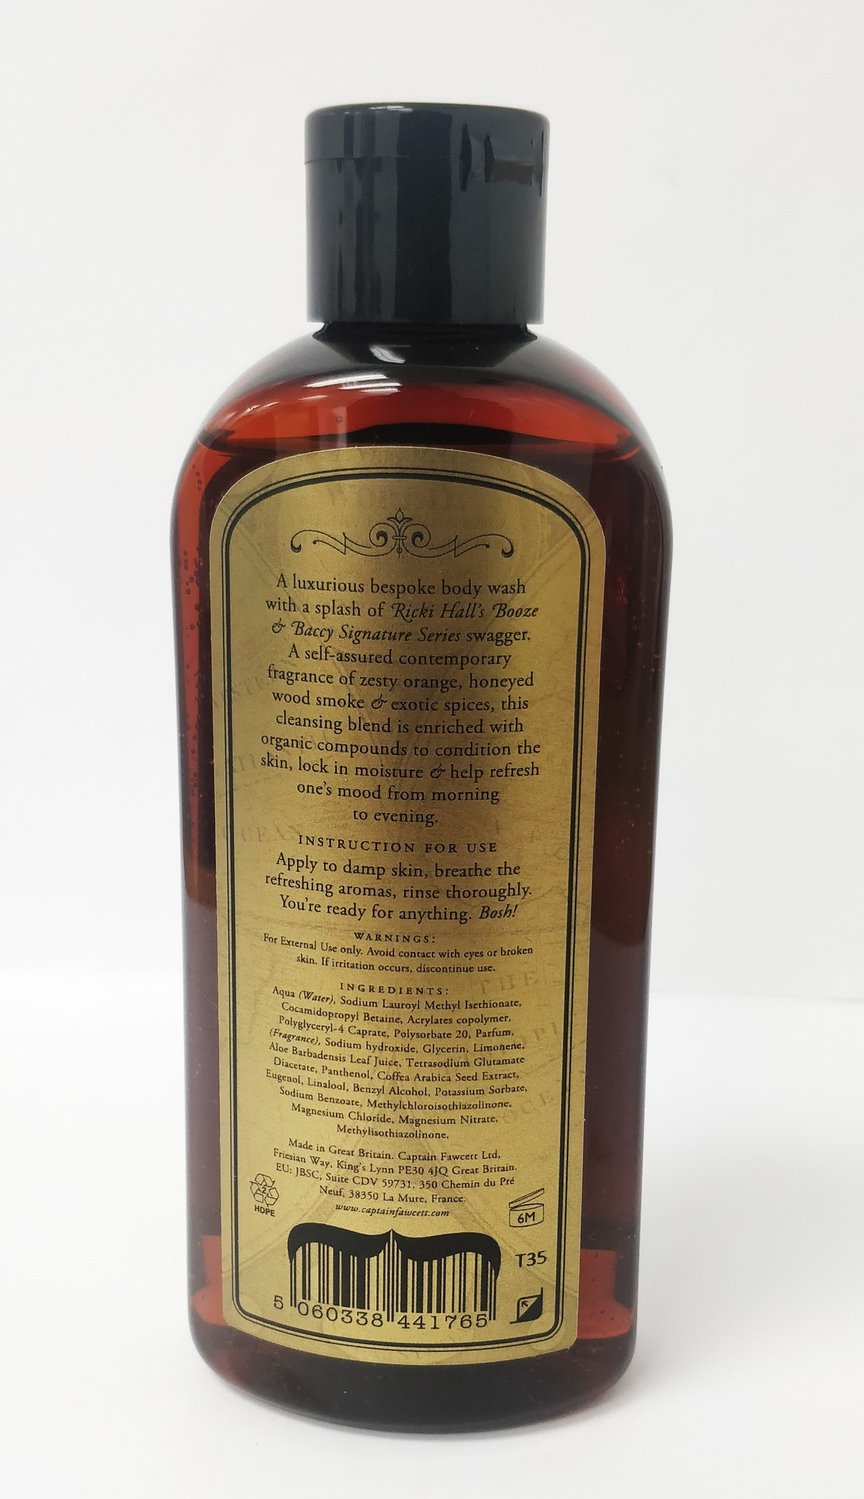 A luxurious bespoke body wash
with a splash of Ricki Hall's Booze
& Baccy Signature Series swagger.
A self-assured contemporary
fragrance of zesty orange, honeyed
wood smoke & exotic spices, this
cleansing blend is enriched with
organic compounds to condition the
skin, lock in moisture & help refresh
one's mood from morning
to evening.
INSTRUCTION FOR USE
Apply to damp skin, breathe the
refreshing aromas, rinse thoroughly.
You're ready for anything. Bosh!
WARNINGS:
For External Use only. Avoid contact with eyes or broken
skin. If irritation occurs, discontinue use.
INGREDIENTS:
Aqua (Water), Sodium Lauroyl Methyl Isethionate,
Cocamidopropyl Betaine, Acrylates copolymer,
Polyglyceryl-4 Caprate, Polysorbate 20, Parfum,
(Fragrance), Sodium hydroxide, Glycerin, Limonene,
Aloe Barbadensis Leaf Juice, Tetrasodium Glutamate
Diacetate, Panthenol, Coffea Arabica Seed Extract,
Eugenol, Linalool, Benzyl Alcohol, Potassium Sorbate,
Sodium Benzoate, Methylchloroisothiazolinone,
Magnesium Chloride, Magnesium Nitrate,
Methylisothiazolinone.
Made in Great Britain. Captain Fawcett Ltd,
Friesian Way, King's Lynn PE30 4JQ Great Britain.
EU: JBSC, Suite CDV 59731, 350 Chemin du Pré
Neuf, 38350 La Mure, France.
www.captainfawcett.com
2
HDPE
6M
T35
5 060338 441765